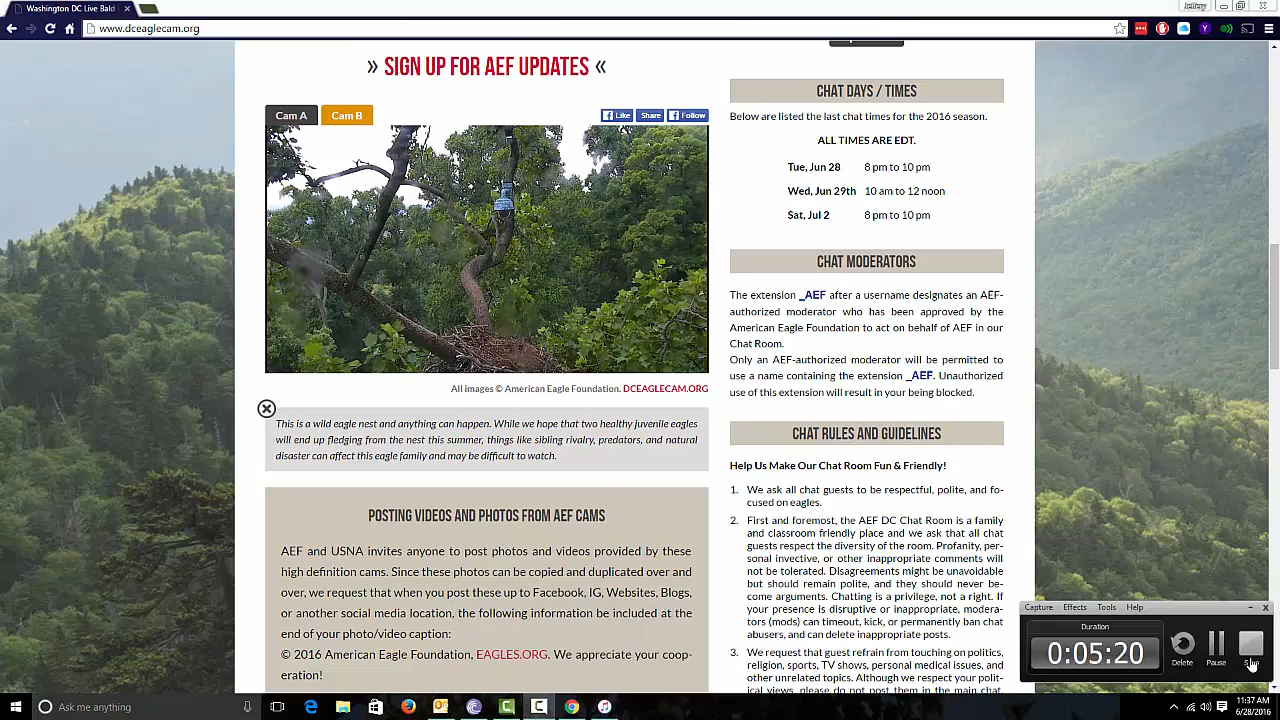 Washington DC Live Bald
Jeffery
www.dceaglecam.org
» SIGN UP FOR AEF UPDATES «
Cam A
Cam B
Like
Share
Follow
All images © American Eagle Foundation. DCEAGLECAM.ORG
This is a wild eagle nest and anything can happen. While we hope that two healthy juvenile eagles
will end up fledging from the nest this summer, things like sibling rivalry, predators, and natural
disaster can affect this eagle family and may be difficult to watch.
POSTING VIDEOS AND PHOTOS FROM AEF CAMS
AEF and USNA invites anyone to post photos and videos provided by these
high definition cams. Since these photos can be copied and duplicated over and
over, we request that when you post these up to Facebook, IG, Websites, Blogs,
or another social media location, the following information be included at the
end of your photo/video caption:
© 2016 American Eagle Foundation, EAGLES.ORG. We appreciate your coop-
eration!
CHAT DAYS / TIMES
Below are listed the last chat times for the 2016 season.
ALL TIMES ARE EDT.
Tue, Jun 28 8 pm to 10 pm
Wed, Jun 29th 10 am to 12 noon
Sat, Jul 2 8 pm to 10 pm
CHAT MODERATORS
The extension _AEF after a username designates an AEF-
authorized moderator who has been approved by the
American Eagle Foundation to act on behalf of AEF in our
Chat Room.
Only an AEF-authorized moderator will be permitted to
use a name containing the extension _AEF. Unauthorized
use of this extension will result in your being blocked.
CHAT RULES AND GUIDELINES
Help Us Make Our Chat Room Fun & Friendly!
1. We ask all chat guests to be respectful, polite, and fo-
cused on eagles.
2. First and foremost, the AEF DC Chat Room is a family
and classroom friendly place and we ask that all chat
guests respect the diversity of the room. Profanity, per-
sonal invective, or other inappropriate comments will
not be tolerated. Disagreements might be unavoidable
but should remain polite, and they should never be-
come arguments. Chatting is a privilege, not a right. If
your presence is disruptive or inappropriate, modera-
tors (mods) can timeout, kick, or permanently ban chat
abusers, and can delete inappropriate posts.
3. We request that guest refrain from touching on politics,
religion, sports, TV shows, personal medical issues, and
other unrelated topics. Although we respect your polit-
ical views, please do not post them in the main chat.
Capture Effects Tools Help
Duration
0:05:20
Delete
Pause
Ask me anything
11:37 AM
6/28/2016